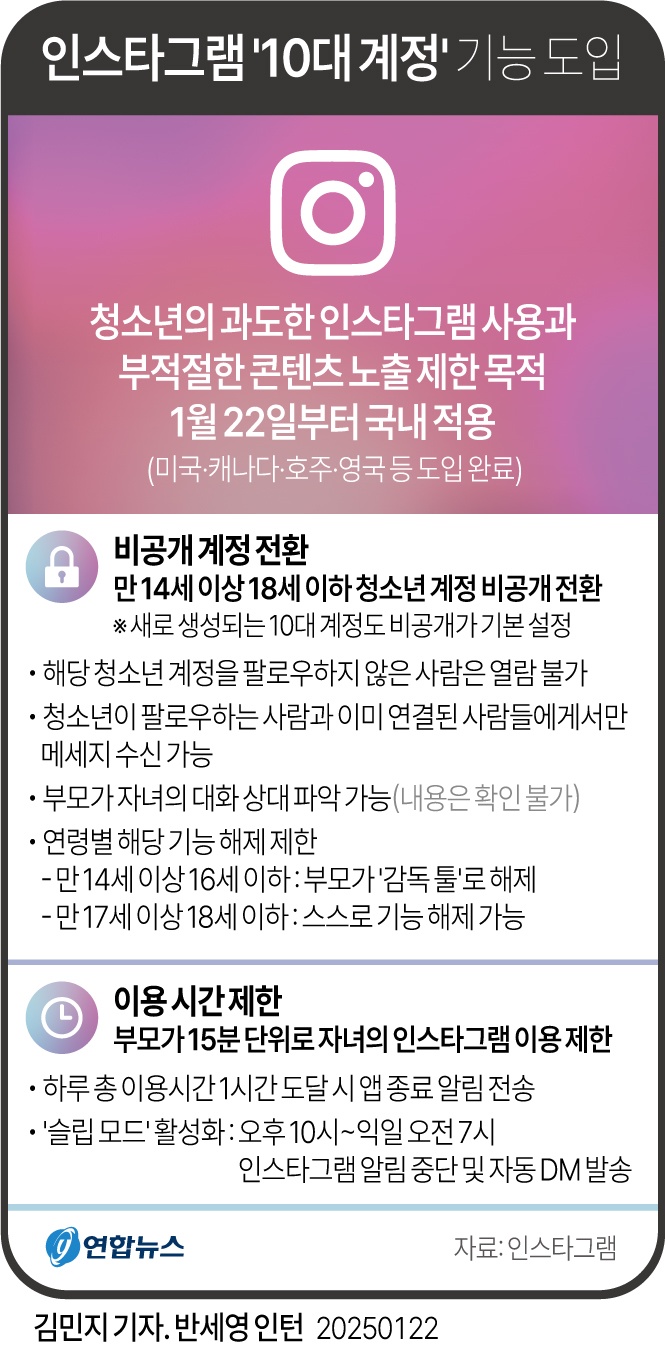 인스타그램 '10대 계정' 기능 도입
청소년의 과도한 인스타그램 사용과
부적절한 콘텐츠 노출 제한 목적
1월 22일부터 국내 적용
(미국·캐나다·호주·영국 등 도입 완료)
비공개 계정 전환
만 14세 이상 18세 이하 청소년 계정 비공개 전환
※ 새로 생성되는 10대 계정도 비공개가 기본 설정
· 해당 청소년 계정을 팔로우하지 않은 사람은 열람 불가
· 청소년이 팔로우하는 사람과 이미 연결된 사람들에게서만
메세지 수신 가능
· 부모가 자녀의 대화 상대 파악 가능(내용은 확인 불가)
· 연령별 해당 기능 해제 제한
- 만 14세 이상 16세 이하 : 부모가 '감독 툴'로 해제
- 만 17세 이상 18세 이하 : 스스로 기능 해제 가능
이용 시간 제한
부모가 15분 단위로 자녀의 인스타그램 이용 제한
· 하루 총 이용시간 1시간 도달 시 앱 종료 알림 전송
· '슬립 모드' 활성화 : 오후 10시~익일 오전 7시
인스타그램 알림 중단 및 자동 DM 발송
y 연합뉴스
자료: 인스타그램
김민지 기자. 반세영 인턴 20250122